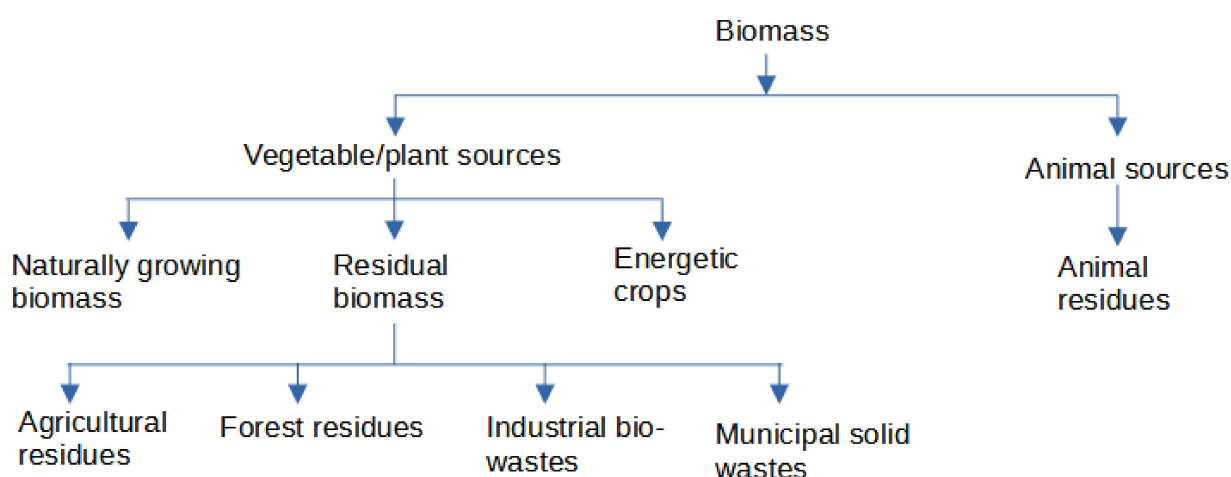 Biomass
Vegetable/plant sources
Animal sources
Naturally growing
biomass
Residual
biomass
Energetic
crops
Animal
residues
Agricultural
residues
Forest residues
Industrial bio-
wastes
Municipal solid
wastes